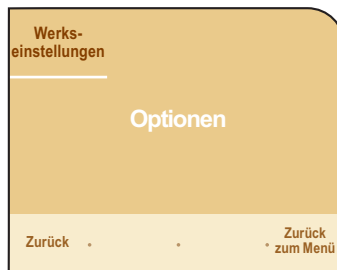 Werks-
einstellungen
Optionen
Zurück
Zurück
zum Menü